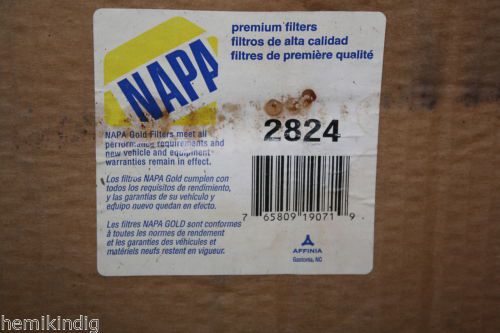 NAPA
premium filters
filtros de alta calidad
filtres de première qualité
2824
NAPA Gold Filters meet all
performance requirements and
new vehicle and equipment
warranties remain in effect.
Los filtros NAPA Gold cumplen con
todos los requisitos de rendimiento,
y las garantías de su vehículo y
equipo nuevo quedan en efecto.
Les filtres NAPA GOLD sont conformes
à toutes les normes de rendement
et les garanties des véhicules et
matériels neufs restent en vigueur.
7 65809 19071 9
AFFINIA
Gastonia, NC
hemikindig